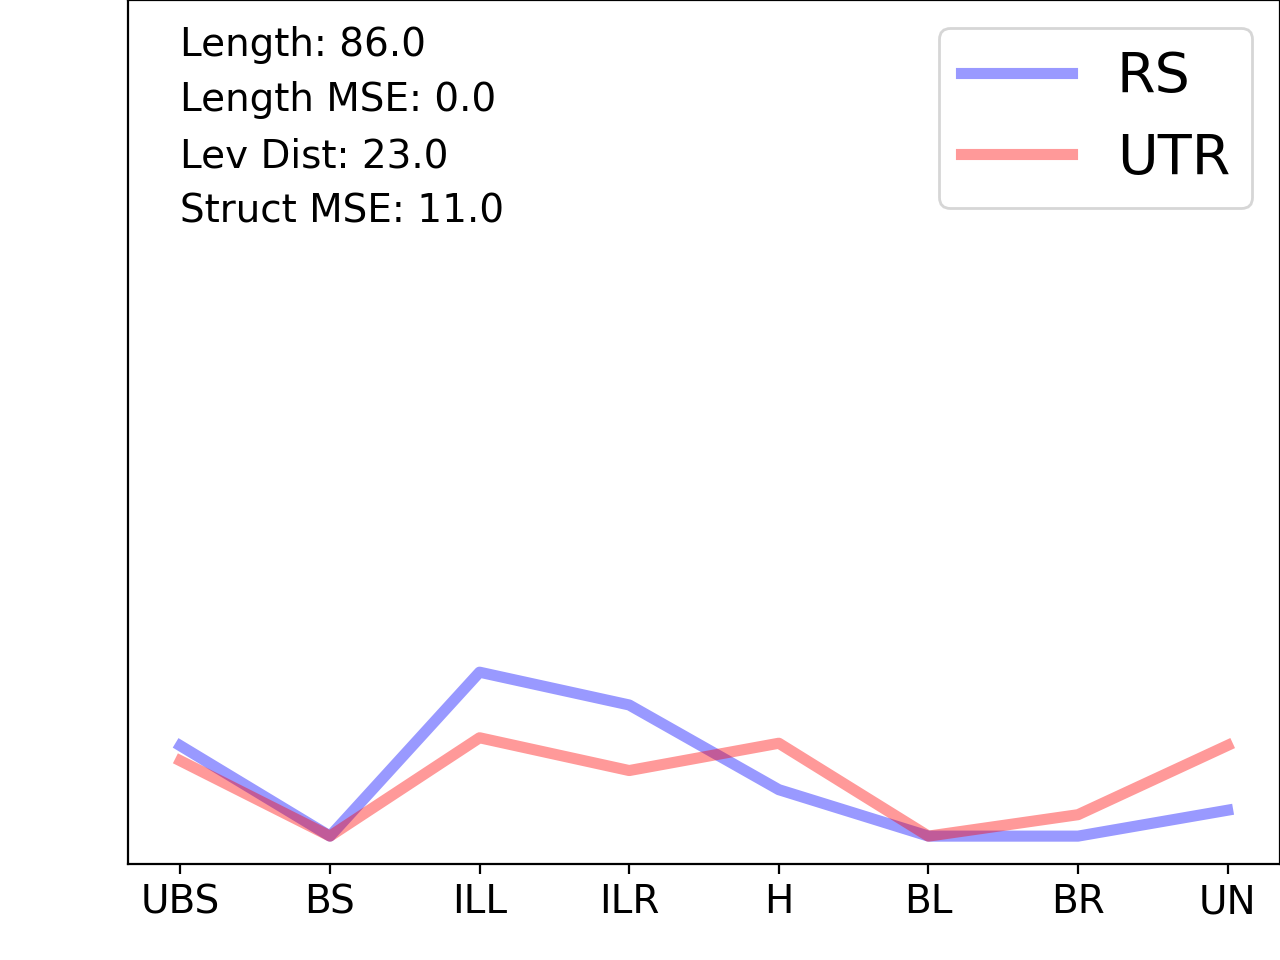 Length: 86.0
Length MSE: 0.0
Lev Dist: 23.0
Struct MSE: 11.0
RS
UTR
UBS BS ILL ILR H BL BR UN